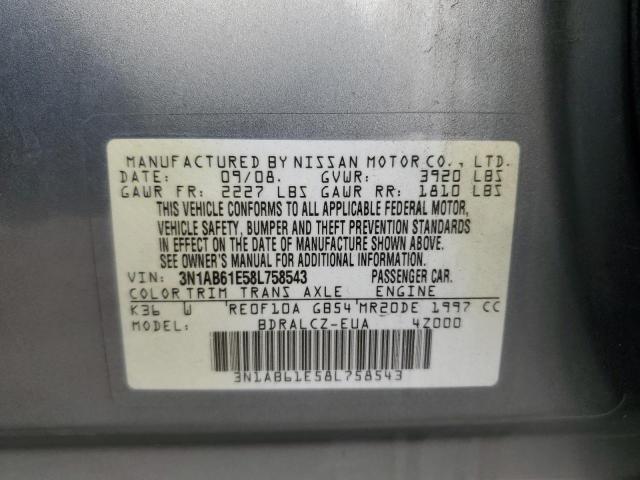 MANUFACTURED BY NISSAN MOTOR CO., LTD.
DATE: 09/08. GVWR: 3920 LBS
GAWR FR: 2227 LBS GAWR RR: 1810 LBS
THIS VEHICLE CONFORMS TO ALL APPLICABLE FEDERAL MOTOR,
VEHICLE SAFETY, BUMPER AND THEFT PREVENTION STANDARDS
IN EFFECT ON THE DATE OF MANUFACTURE SHOWN ABOVE.
SEE OWNER'S MANUAL FOR ADDITIONAL INFORMATION.
VIN: 3N1AB61E58L758543 PASSENGER CAR.
COLOR TRIM TRANS AXLE ENGINE
K36 W RE0F10A GB54 MR20DE 1997 CC
MODEL: BDRALCZ-EUA 4Z000
3N1AB61E58L758543